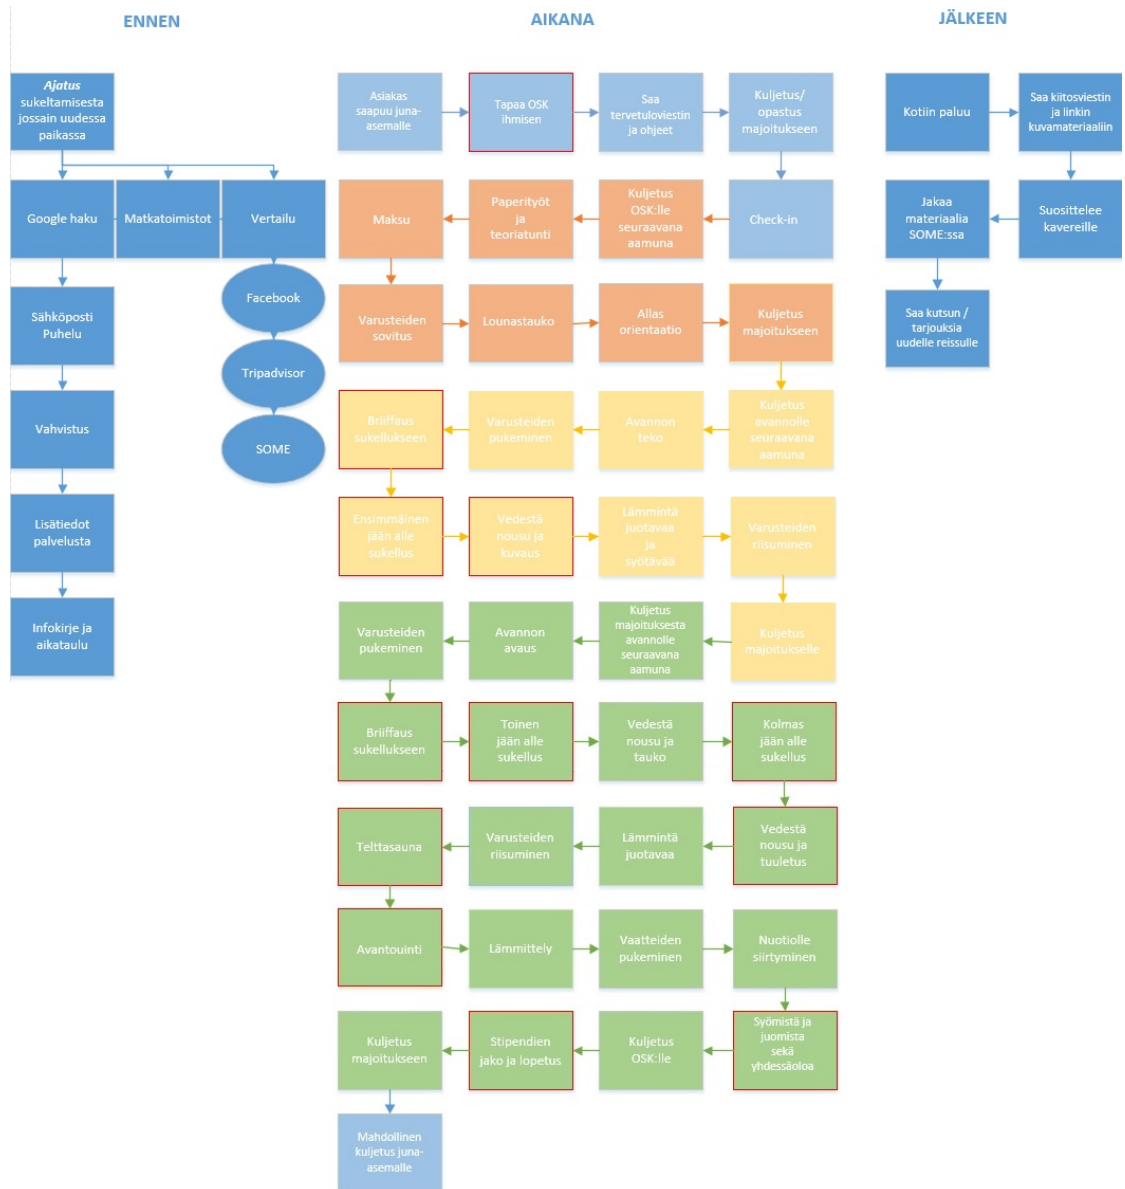 ENNEN
Ajatus
sukeltamisesta
jossain uudessa
paikassa
Google haku
Matkatoimistot
Vertailu
Facebook
Tripadvisor
SOME
Sähköposti
Puhelu
Vahvistus
Lisätiedot
palvelusta
Infokirje ja
aikataulu
AIKANA
Asiakas
saapuu juna-
asemalle
Tapaa OSK
ihmisen
Saa
tervetuloviestin
ja ohjeet
Kuljetus/
opastus
majoitukseen
Check-in
Kuljetus
OSK:lle
seuraavana
aamuna
Paperityöt
ja
teoriatunti
Maksu
Varusteiden
sovitus
Lounastauko
Allas
orientaatio
Kuljetus
majoitukseen
Kuljetus
avannolle
seuraavana
aamuna
Avannon
teko
Varusteiden
pukeminen
Briiffaus
sukellukseen
Ensimmäinen
jään alle
sukellus
Vedestä
nousu ja
kuvaus
Lämmintä
juotavaa
ja
syötävää
Varusteiden
riisuminen
Kuljetus
majoitukselle
Kuljetus
majoituksesta
avannolle
seuraavana
aamuna
Avannon
avaus
Varusteiden
pukeminen
Briiffaus
sukellukseen
Toinen
jään alle
sukellus
Vedestä
nousu ja
tauko
Kolmas
jään alle
sukellus
Vedestä
nousu ja
tuuletus
Lämmintä
juotavaa
Varusteiden
riisuminen
Telttasauna
Avantouinti
Lämmittely
Vaatteiden
pukeminen
Nuotiolle
siirtyminen
Syömistä ja
juomista
sekä
yhdessäoloa
Kuljetus
OSK:lle
Stipendien
jako ja lopetus
Kuljetus
majoitukseen
Mahdollinen
kuljetus juna-
asemalle
JÄLKEEN
Kotiin paluu
Saa kiitosviestin
ja linkin
kuvamateriaaliin
Suosittelee
kavereille
Jakaa
materiaalia
SOME:ssa
Saa kutsun /
tarjouksia
uudelle reissulle